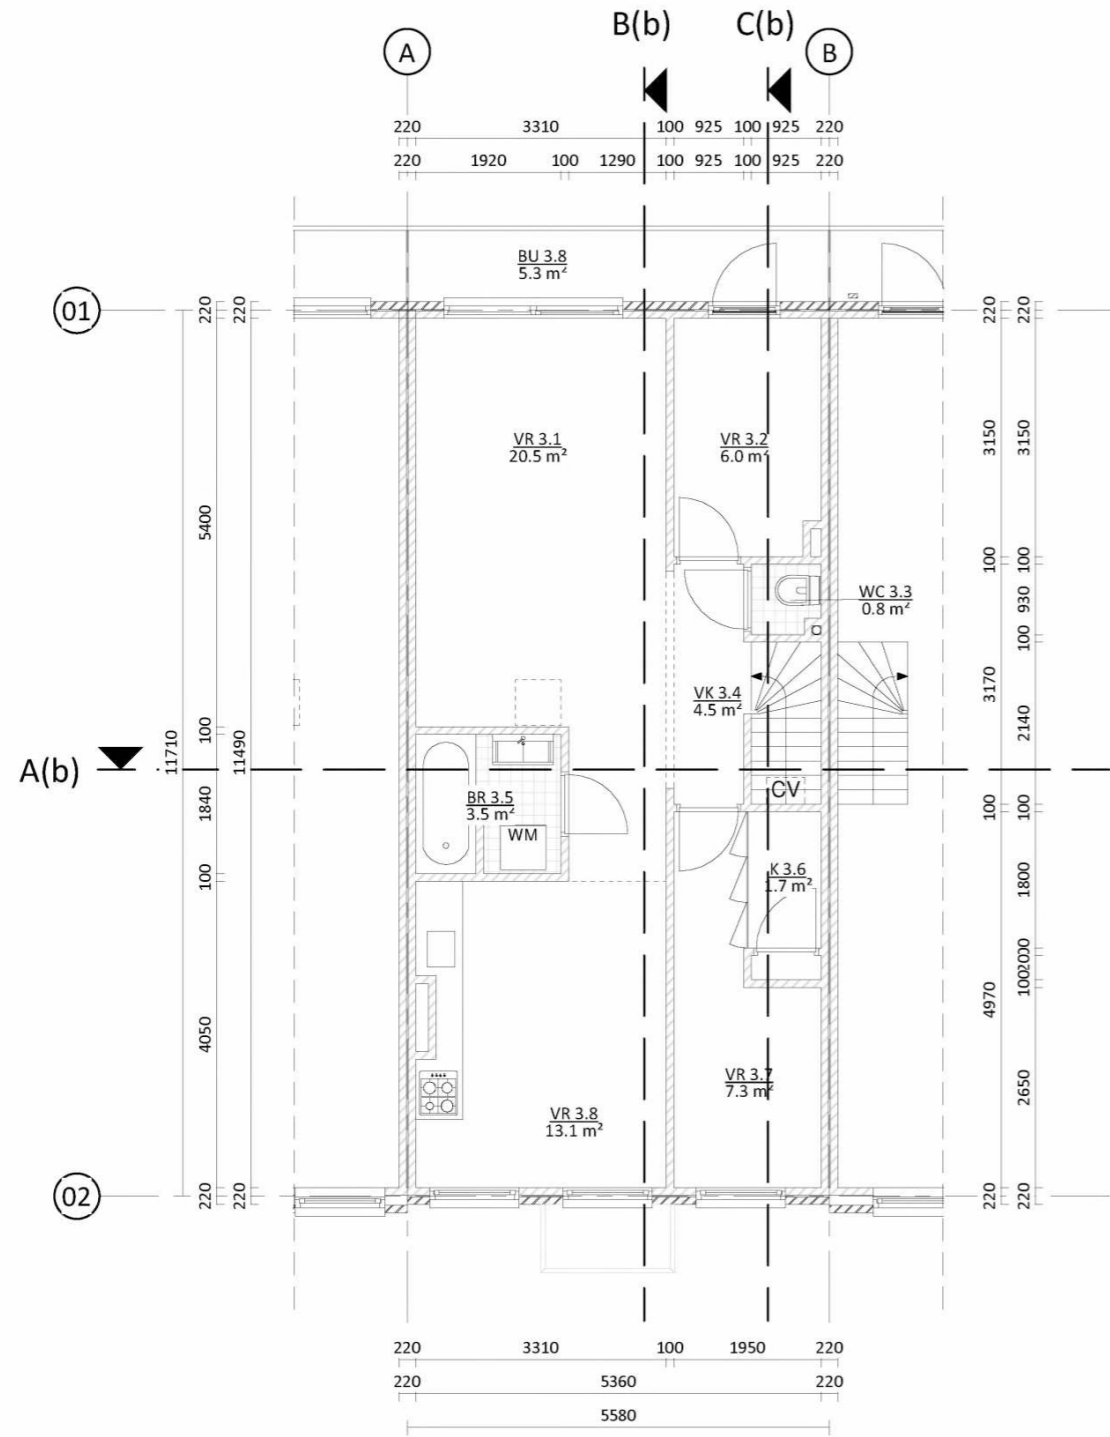 B(b) C(b)
A B
220 3310 100 925 100 925 220
220 1920 100 1290 100 925 100 925 220
BU 3.8
5.3 m²
01
220 220 220 220
VR 3.1
20.5 m²
VR 3.2
6.0 m²
3150 3150
5400
100 100
WC 3.3
0.8 m²
930
100
VK 3.4
4.5 m²
3170
2140
100
11710 11490
A(b)
CV
BR 3.5
3.5 m²
WM
1840
100 100
K 3.6
1.7 m²
1800
100
200
100
4970
4050
VR 3.7
7.3 m²
2650
VR 3.8
13.1 m²
02
220 220 220 220
220 3310 100 1950 220
220 5360 220
5580